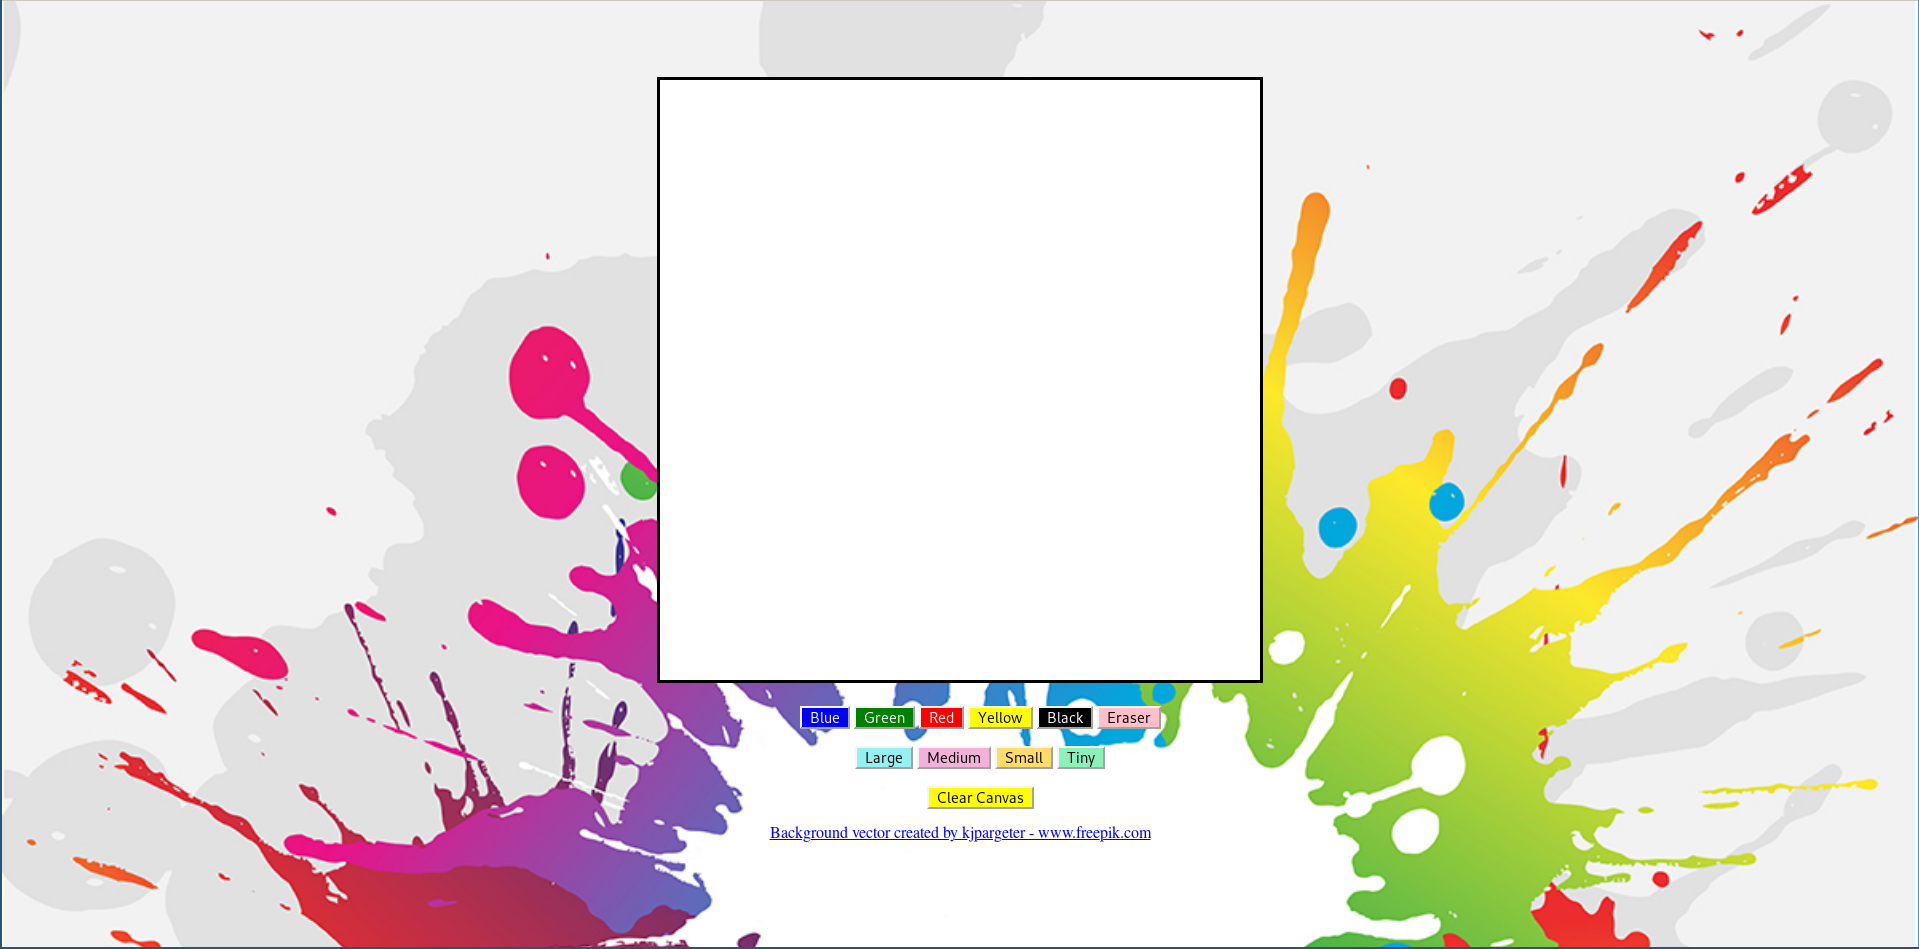 Blue Green Red Yellow Black Eraser
Large Medium Small Tiny
Clear Canvas
Background vector created by kjpargeter - www.freepik.com